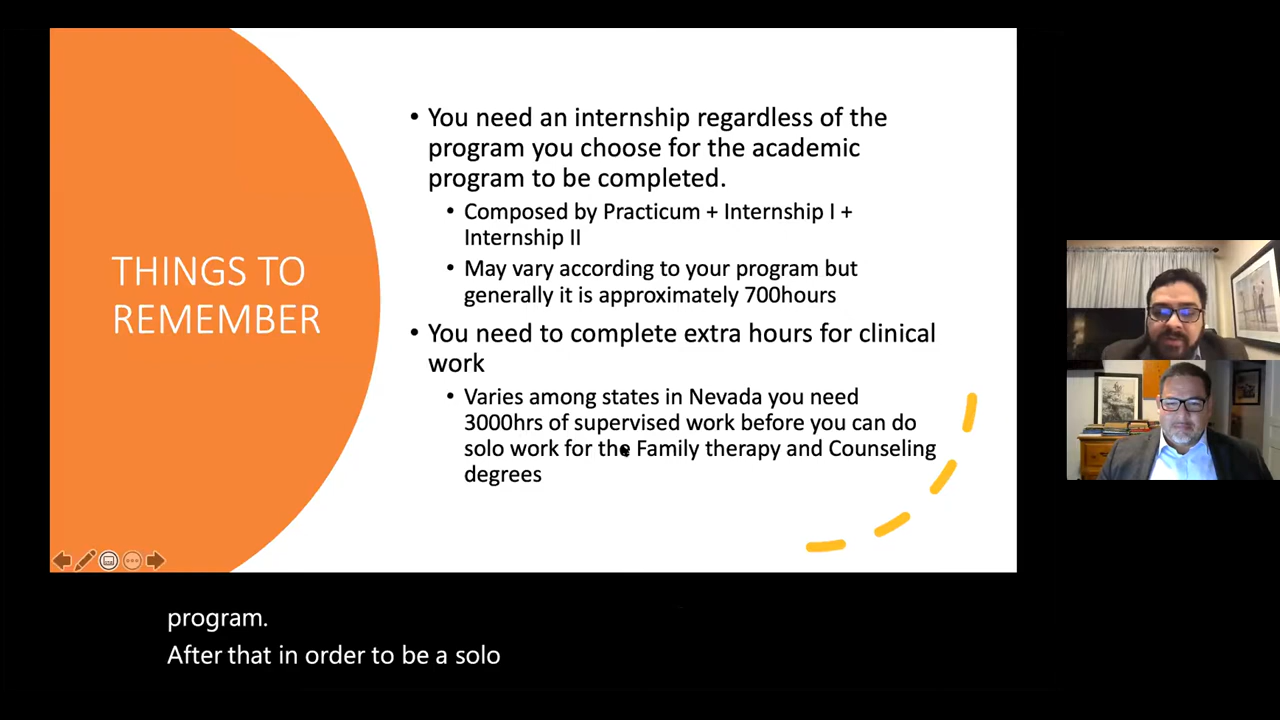 THINGS TO
REMEMBER
• You need an internship regardless of the
program you choose for the academic
program to be completed.
• Composed by Practicum + Internship I +
Internship II
• May vary according to your program but
generally it is approximately 700hours
• You need to complete extra hours for clinical
work
• Varies among states in Nevada you need
3000hrs of supervised work before you can do
solo work for the Family therapy and Counseling
degrees
program.
After that in order to be a solo